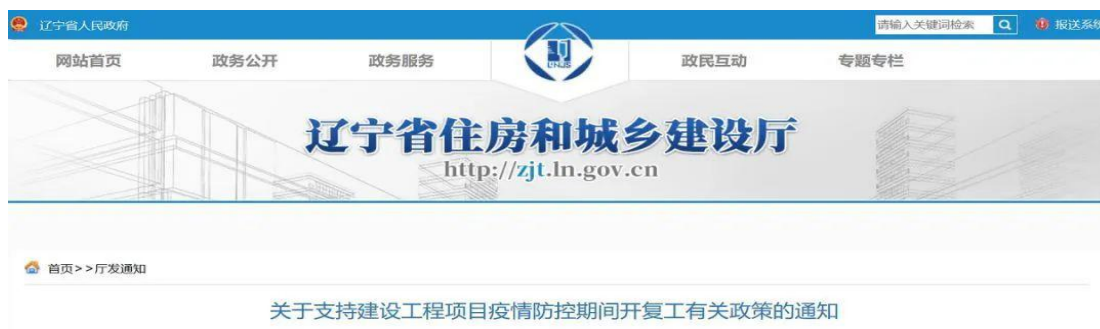 辽宁省人民政府
请输入关键词检索
报送系统
网站首页
政务公开
政务服务
LNJS
政民互动
专题专栏
辽宁省住房和城乡建设厅
http://zjt.ln.gov.cn
首页>>厅发通知
关于支持建设工程项目疫情防控期间开复工有关政策的通知